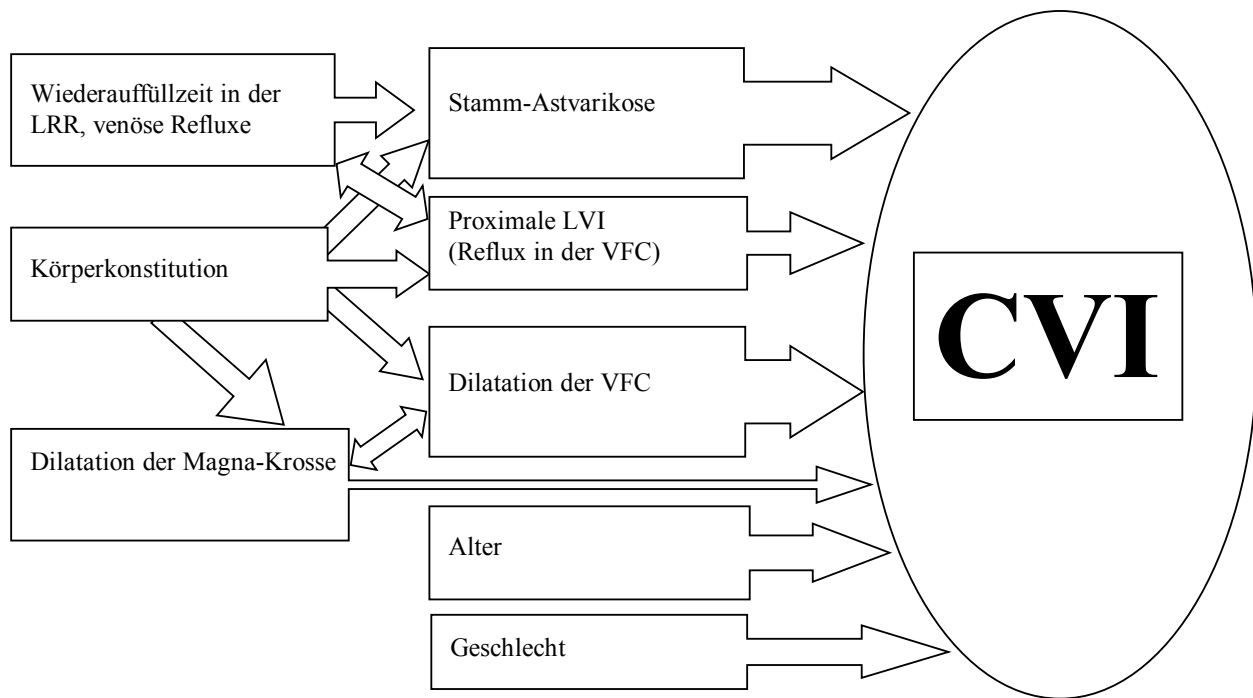 Wiederauffüllzeit in der
LRR, venöse Refluxe
Körperkonstitution
Dilatation der Magna-Krosse
Stamm-Astvarikose
Proximale LVI
(Reflux in der VFC)
Dilatation der VFC
Alter
Geschlecht
CVI